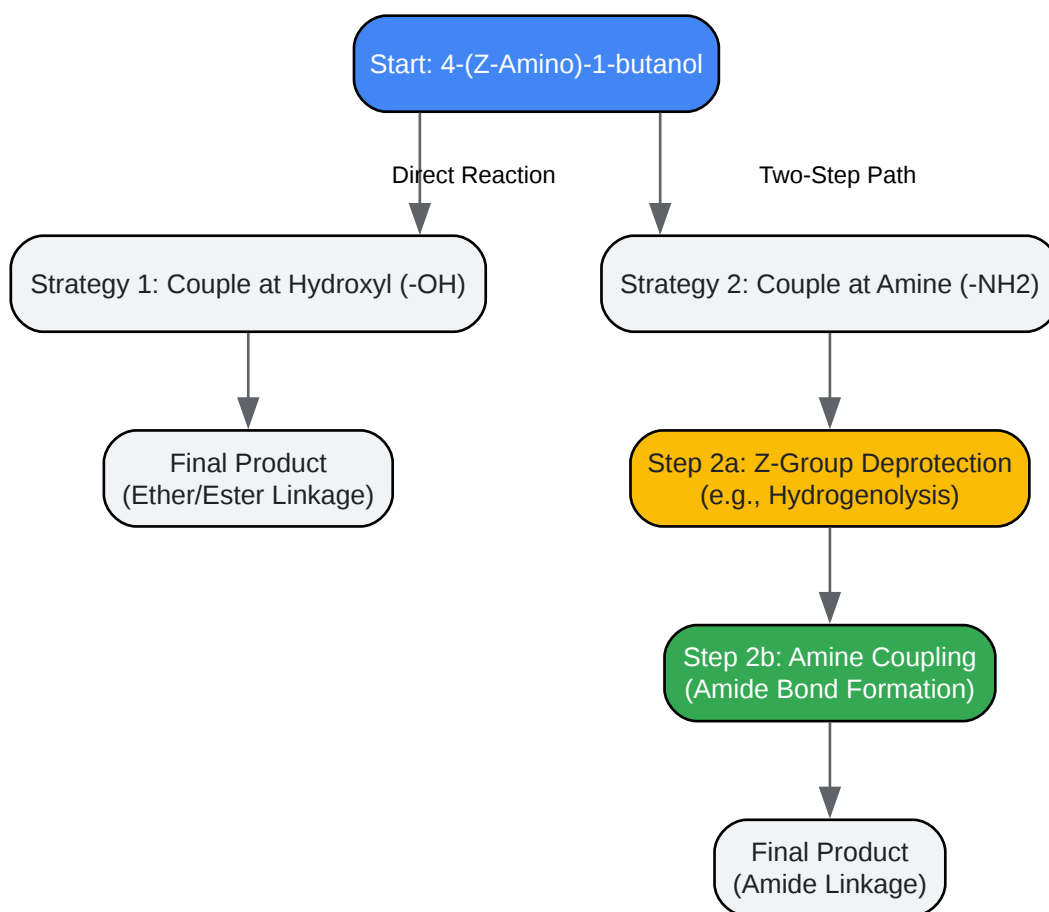 Start: 4-(Z-Amino)-1-butanol
Direct Reaction
Two-Step Path
Strategy 1: Couple at Hydroxyl (-OH)
Strategy 2: Couple at Amine (-NH2)
Final Product
(Ether/Ester Linkage)
Step 2a: Z-Group Deprotection
(e.g., Hydrogenolysis)
Step 2b: Amine Coupling
(Amide Bond Formation)
Final Product
(Amide Linkage)